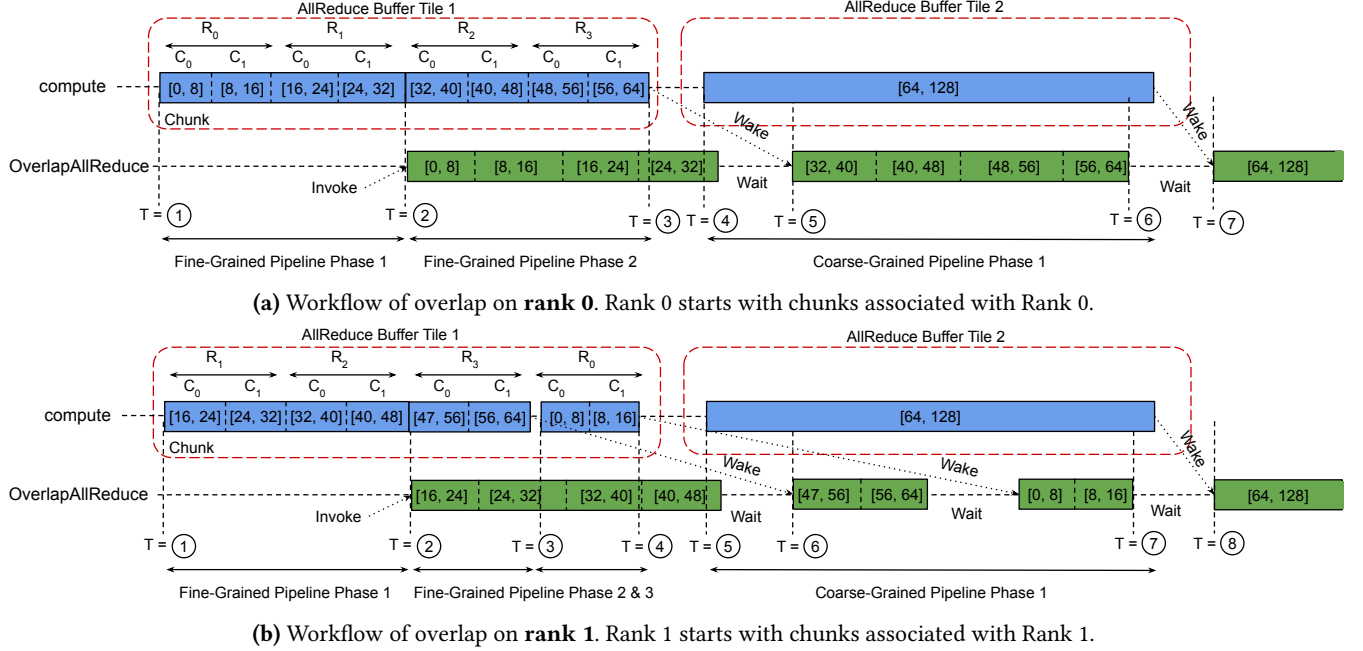 AllReduce Buffer Tile 1 AllReduce Buffer Tile 2
R0 R1 R2 R3
C0 C1 C0 C1 C0 C1 C0 C1
compute [0, 8] [8, 16] [16, 24] [24, 32] [32, 40] [40, 48] [48, 56] [56, 64] [64, 128]
Chunk Wake Wake
OverlapAllReduce [0, 8] [8, 16] [16, 24] [24, 32] [32, 40] [40, 48] [48, 56] [56, 64] [64, 128]
Invoke Wait Wait
T = 1 T = 2 T = 3 T = 4 T = 5 T = 6 T = 7
Fine-Grained Pipeline Phase 1 Fine-Grained Pipeline Phase 2 Coarse-Grained Pipeline Phase 1
(a) Workflow of overlap on rank 0. Rank 0 starts with chunks associated with Rank 0.
AllReduce Buffer Tile 1 AllReduce Buffer Tile 2
R1 R2 R3 R0
C0 C1 C0 C1 C0 C1 C0 C1
compute [16, 24] [24, 32] [32, 40] [40, 48] [47, 56] [56, 64] [0, 8] [8, 16] [64, 128]
Chunk Wake Wake Wake
OverlapAllReduce [16, 24] [24, 32] [32, 40] [40, 48] [47, 56] [56, 64] [0, 8] [8, 16] [64, 128]
Invoke Wait Wait Wait
T = 1 T = 2 T = 3 T = 4 T = 5 T = 6 T = 7 T = 8
Fine-Grained Pipeline Phase 1 Fine-Grained Pipeline Phase 2 & 3 Coarse-Grained Pipeline Phase 1
(b) Workflow of overlap on rank 1. Rank 1 starts with chunks associated with Rank 1.